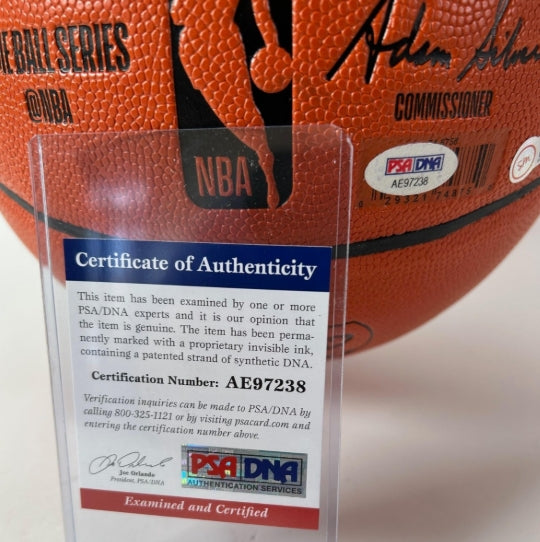 BALL SERIES
@NBA
NBA
Adam
COMMISSIONER
PSA DNA
AE97238
0 29321 74815
Certificate of Authenticity
This item has been examined by one or more
PSA/DNA experts and it is our opinion that
the item is genuine. The item has been perma-
nently marked with a proprietary invisible ink,
containing a patented strand of synthetic DNA.
Certification Number: AE97238
Verification inquiries can be made to PSA/DNA by
calling 800-325-1121 or by visiting psacard.com and
entering the certification number above.
Joe Orlando
President, PSA/DNA
PSA DNA
AUTHENTICATION SERVICES
Examined and Certified